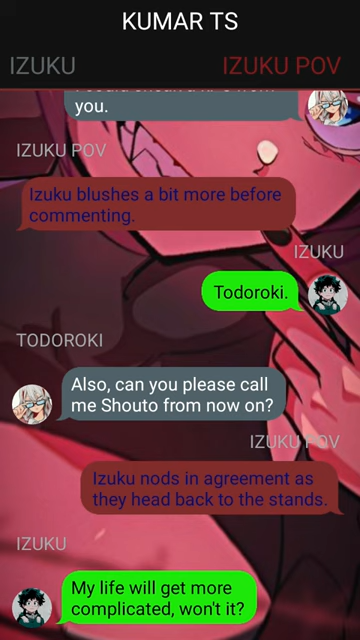 KUMAR TS
IZUKU
IZUKU POV
you.
IZUKU POV
Izuku blushes a bit more before
commenting.
IZUKU
Todoroki.
TODOROKI
Also, can you please call
me Shouto from now on?
IZUKU POV
Izuku nods in agreement as
they head back to the stands.
IZUKU
My life will get more
complicated, won't it?